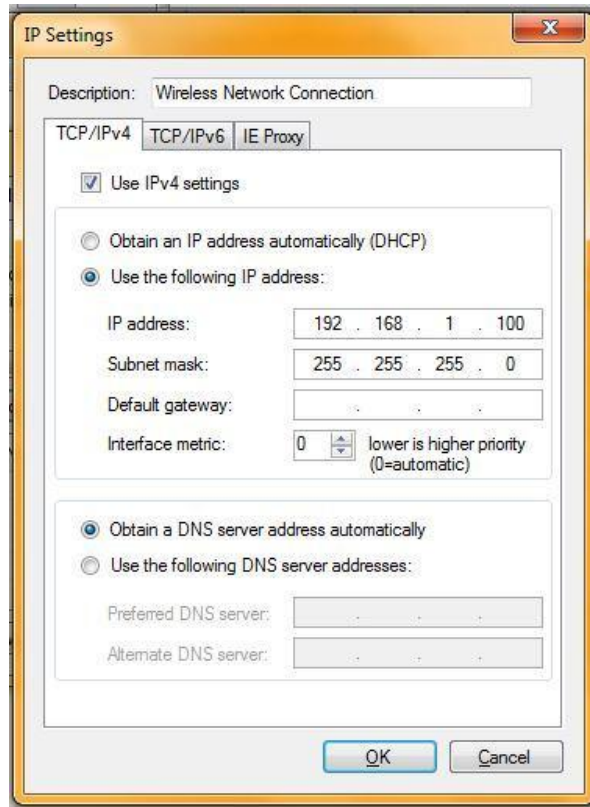 IP Settings
Description: Wireless Network Connection
TCP/IPv4 TCP/IPv6 IE Proxy
Use IPv4 settings
Obtain an IP address automatically (DHCP)
Use the following IP address:
IP address: 192 . 168 . 1 . 100
Subnet mask: 255 . 255 . 255 . 0
Default gateway: . . .
Interface metric: 0 lower is higher priority
(0=automatic)
Obtain a DNS server address automatically
Use the following DNS server addresses:
Preferred DNS server: . . .
Alternate DNS server: . . .
OK Cancel